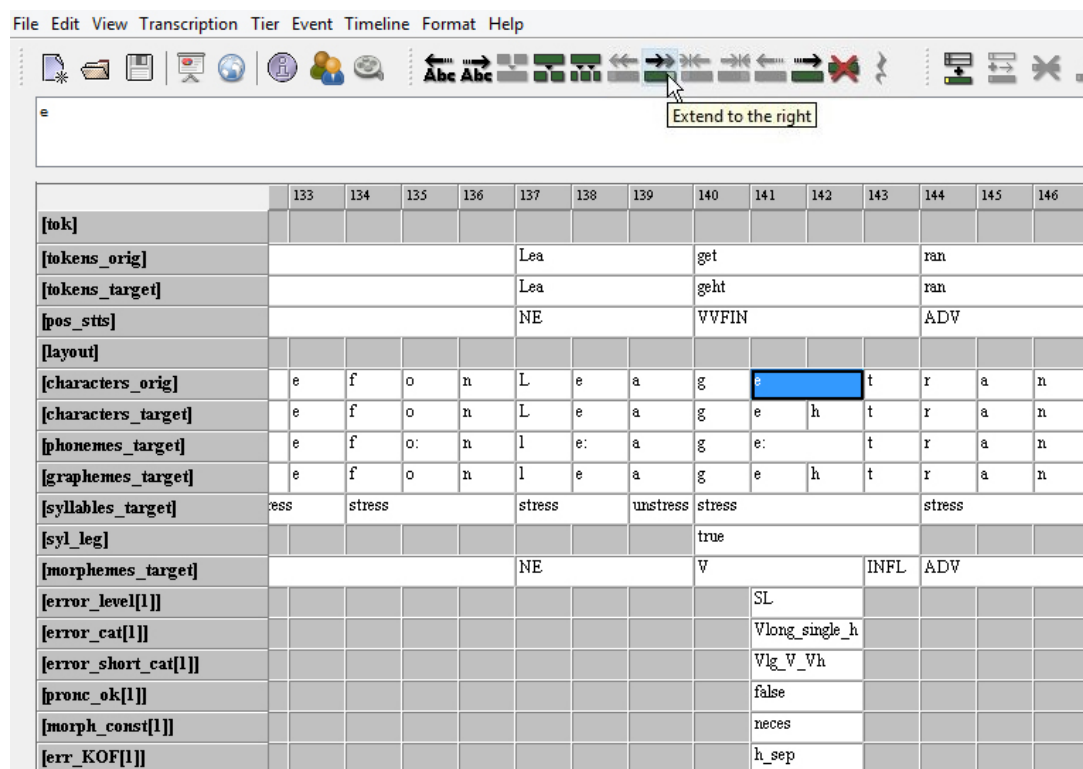 File Edit View Transcription Tier Event Timeline Format Help
Abc Abc
Extend to the right
e
133 134 135 136 137 138 139 140 141 142 143 144 145 146
[tok]
[tokens_orig] Lea get ran
[tokens_target] Lea geht ran
[pos_stts] NE VVFIN ADV
[layout]
[characters_orig] e f o n L e a g e t r a n
[characters_target] e f o n L e a g e h t r a n
[phonemes_target] e f o: n l e: a g e: t r a n
[graphemes_target] e f o n l e a g e h t r a n
[syllables_target] ress stress stress unstress stress stress
[syl_leg] true
[morphemes_target] NE V INFL ADV
[error_level[1]] SL
[error_cat[1]] Vlong_single_h
[error_short_cat[1]] Vlg_V_Vh
[pronc_ok[1]] false
[morph_const[1]] neces
[err_KOF[1]] h_sep